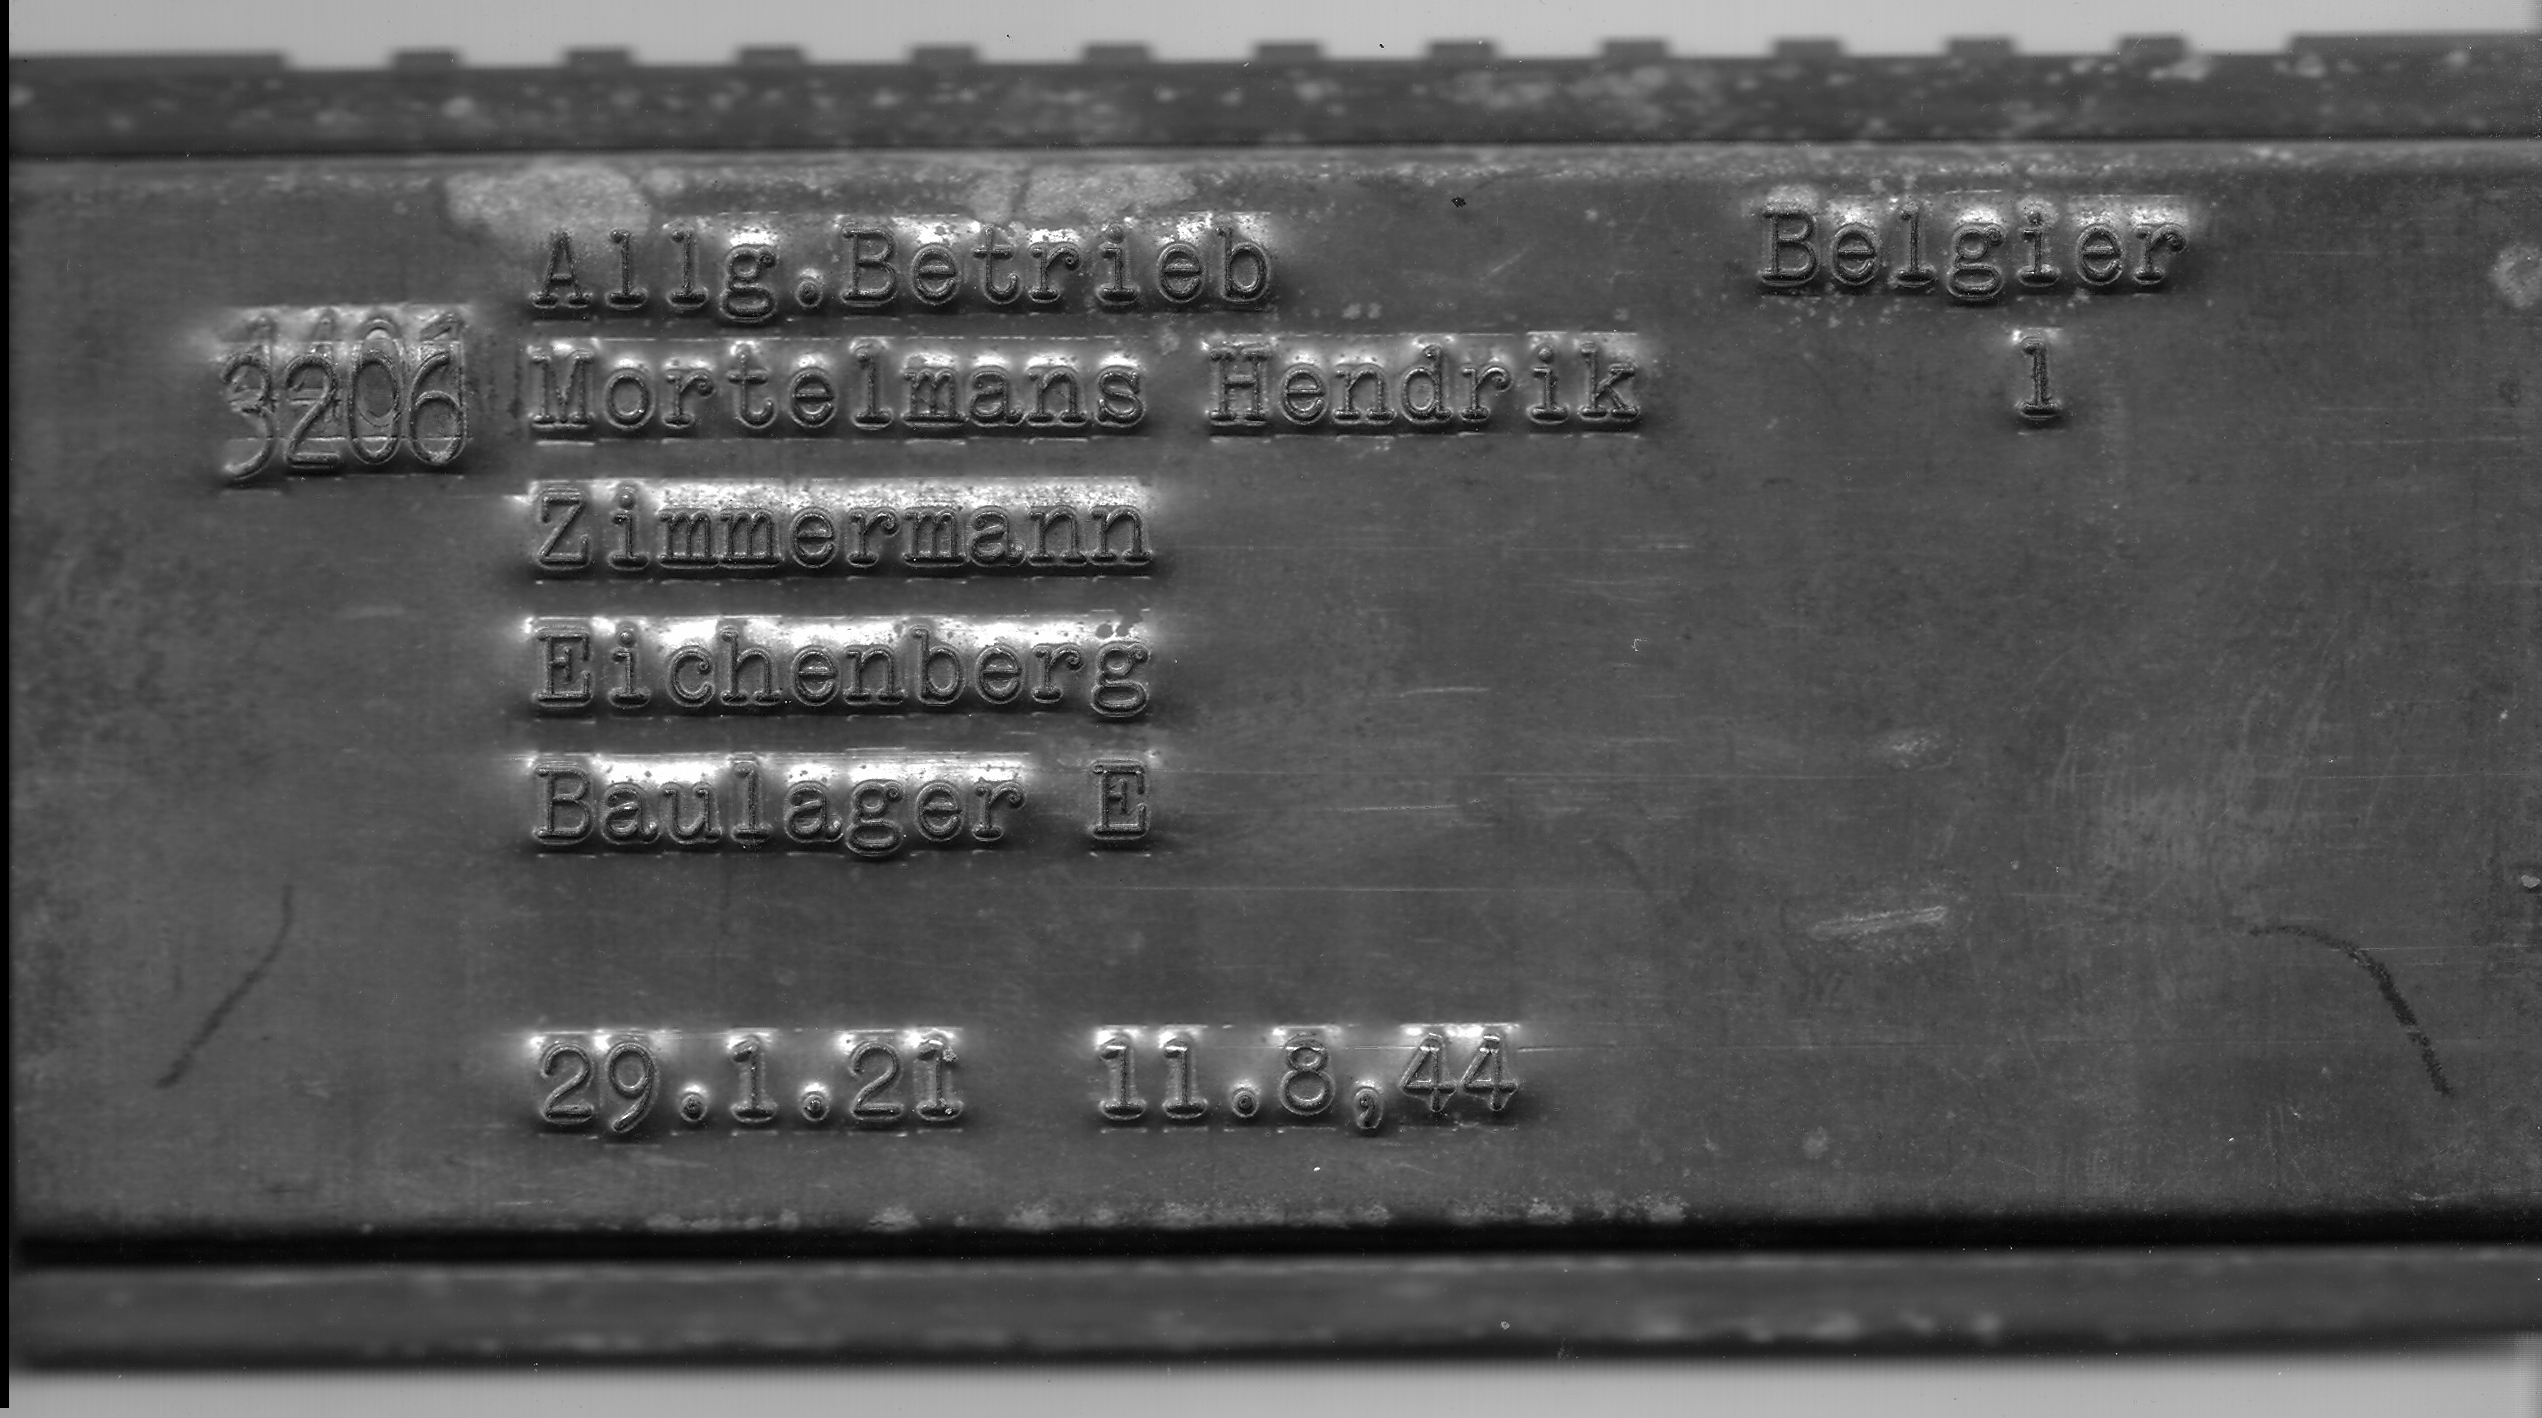 Allg.Betrieb Belgier
3206 Mortelmans Hendrik 1
Zimmermann
Eichenberg
Baulager E
29.1.21 11.8,44